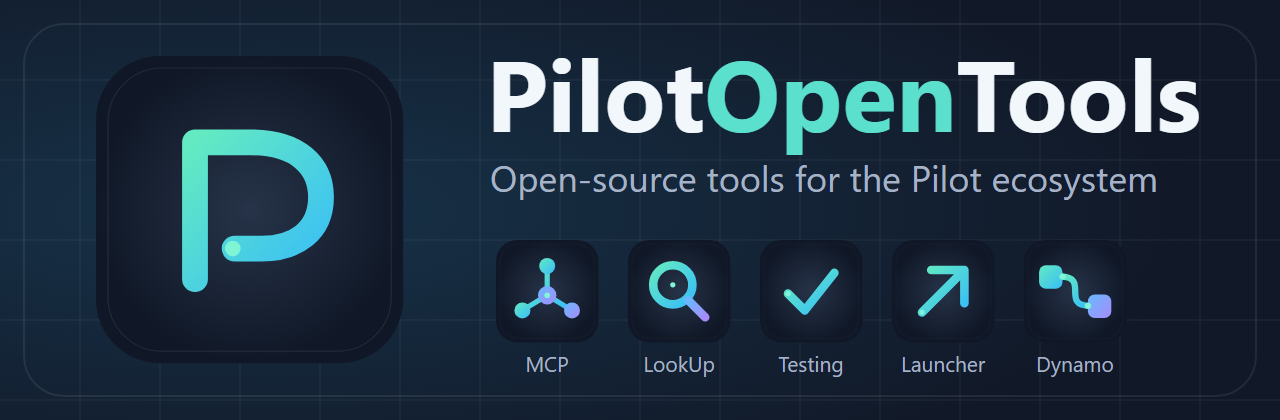 PilotOpenTools
Open-source tools for the Pilot ecosystem
MCP
LookUp
Testing
Launcher
Dynamo